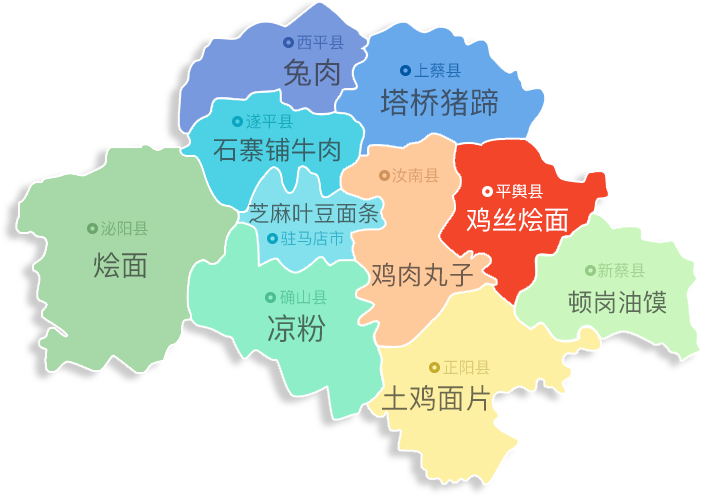 西平县
兔肉
上蔡县
塔桥猪蹄
遂平县
石寨铺牛肉
汝南县
平舆县
鸡丝烩面
芝麻叶豆面条
驻马店市
泌阳县
烩面
鸡肉丸子
新蔡县
顿岗油馍
确山县
凉粉
正阳县
土鸡面片